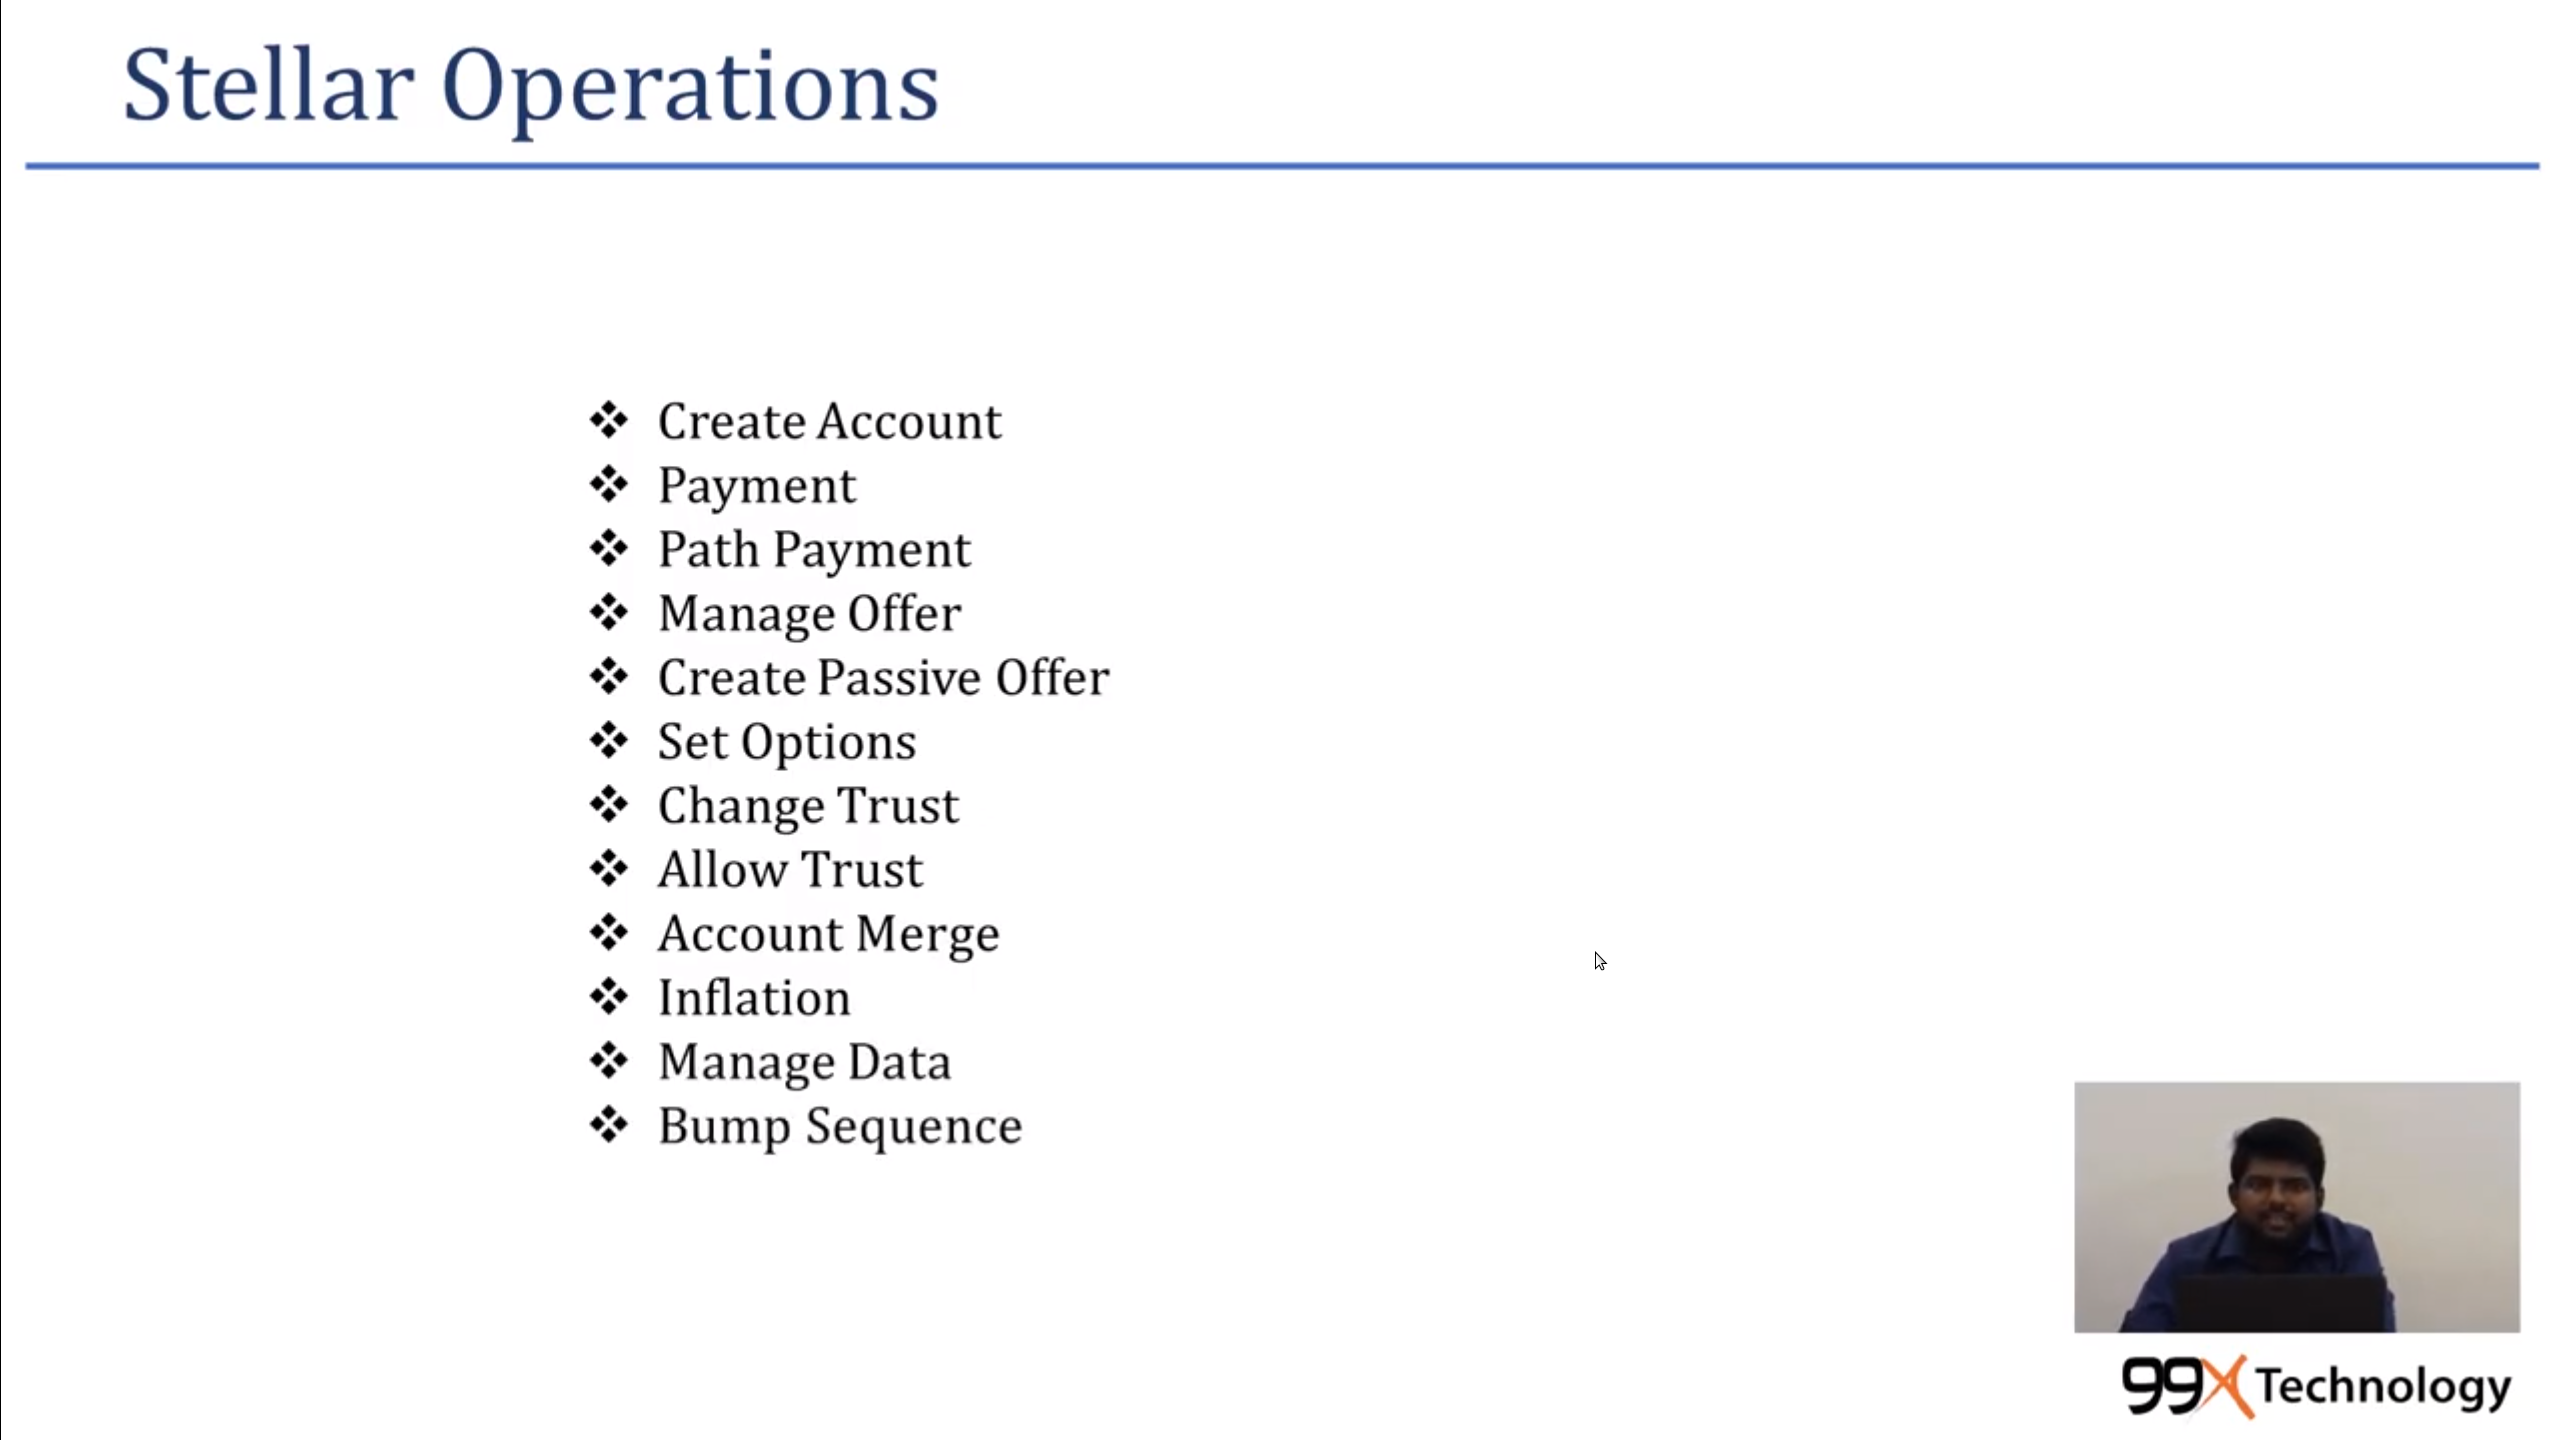 Stellar Operations
❖ Create Account
❖ Payment
❖ Path Payment
❖ Manage Offer
❖ Create Passive Offer
❖ Set Options
❖ Change Trust
❖ Allow Trust
❖ Account Merge
❖ Inflation
❖ Manage Data
❖ Bump Sequence
99X Technology